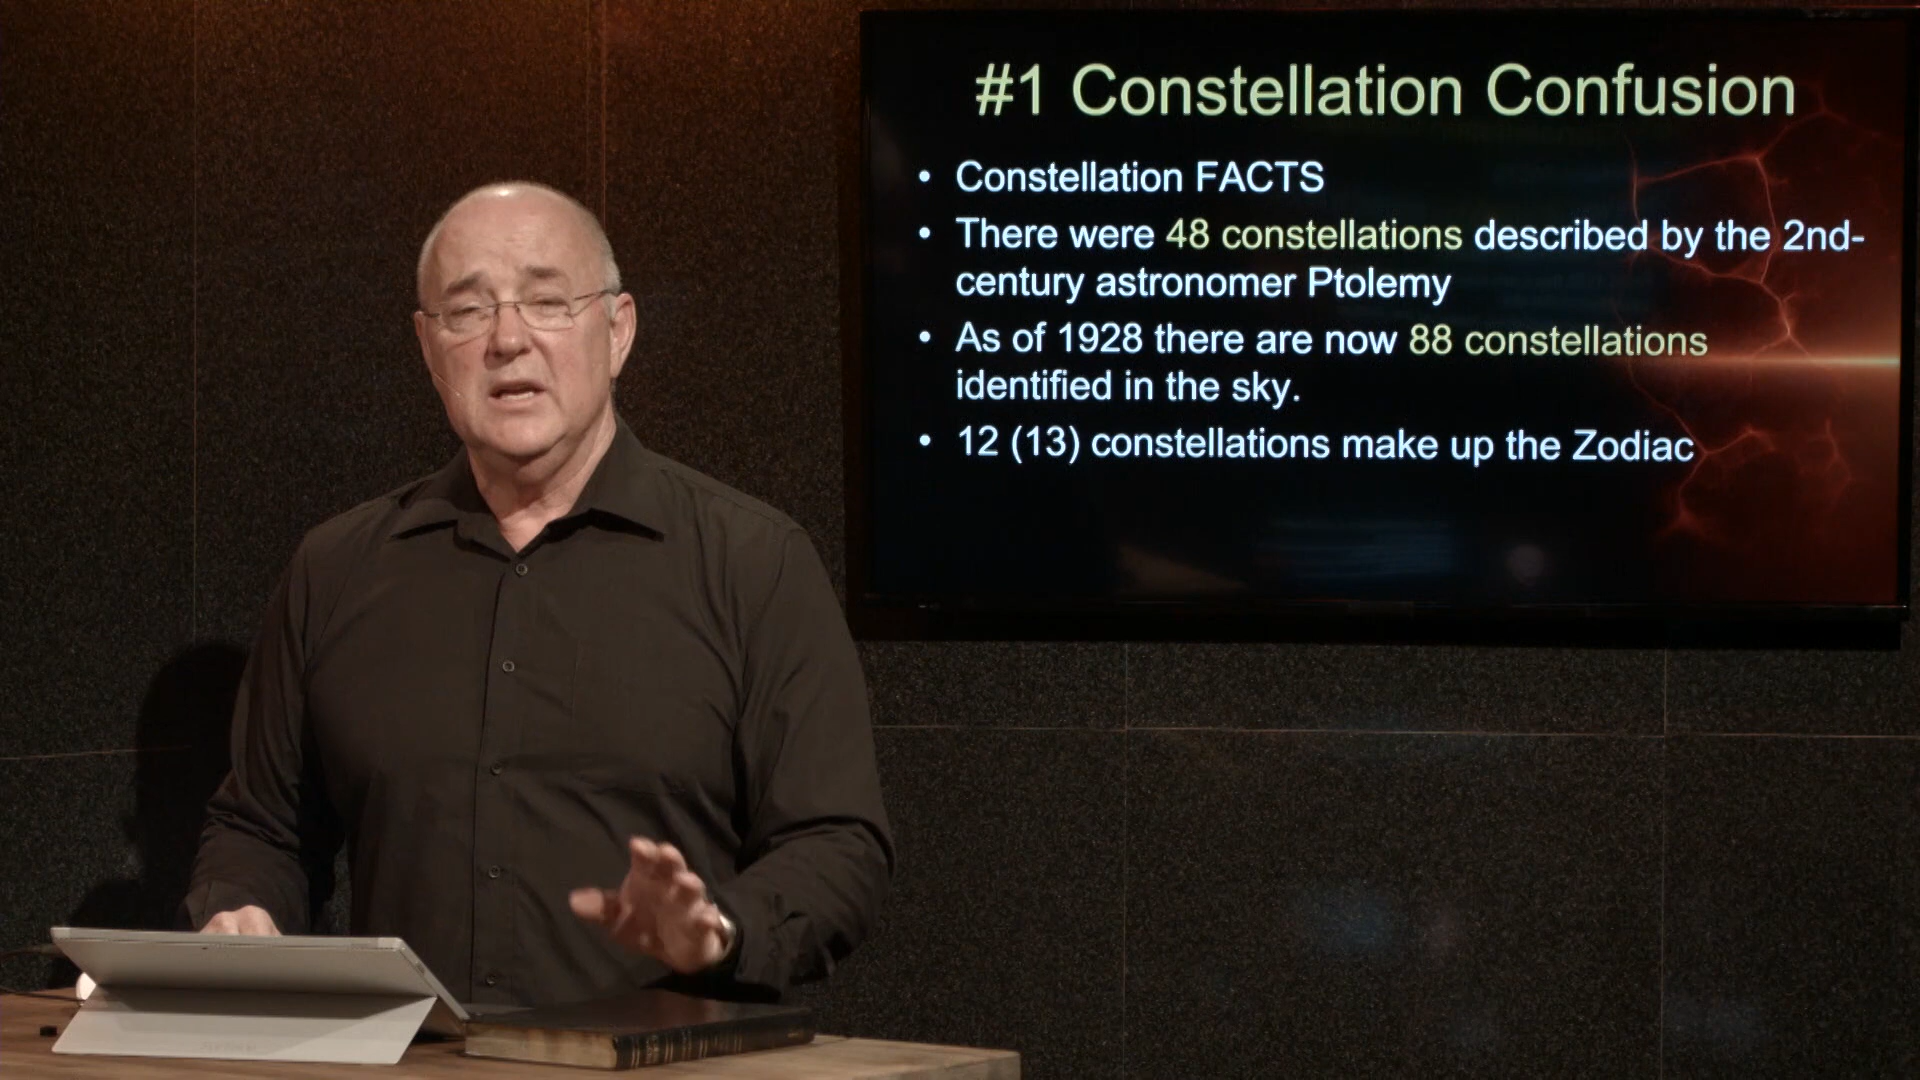 #1 Constellation Confusion
• Constellation FACTS
• There were 48 constellations described by the 2nd-
century astronomer Ptolemy
• As of 1928 there are now 88 constellations
identified in the sky.
• 12 (13) constellations make up the Zodiac